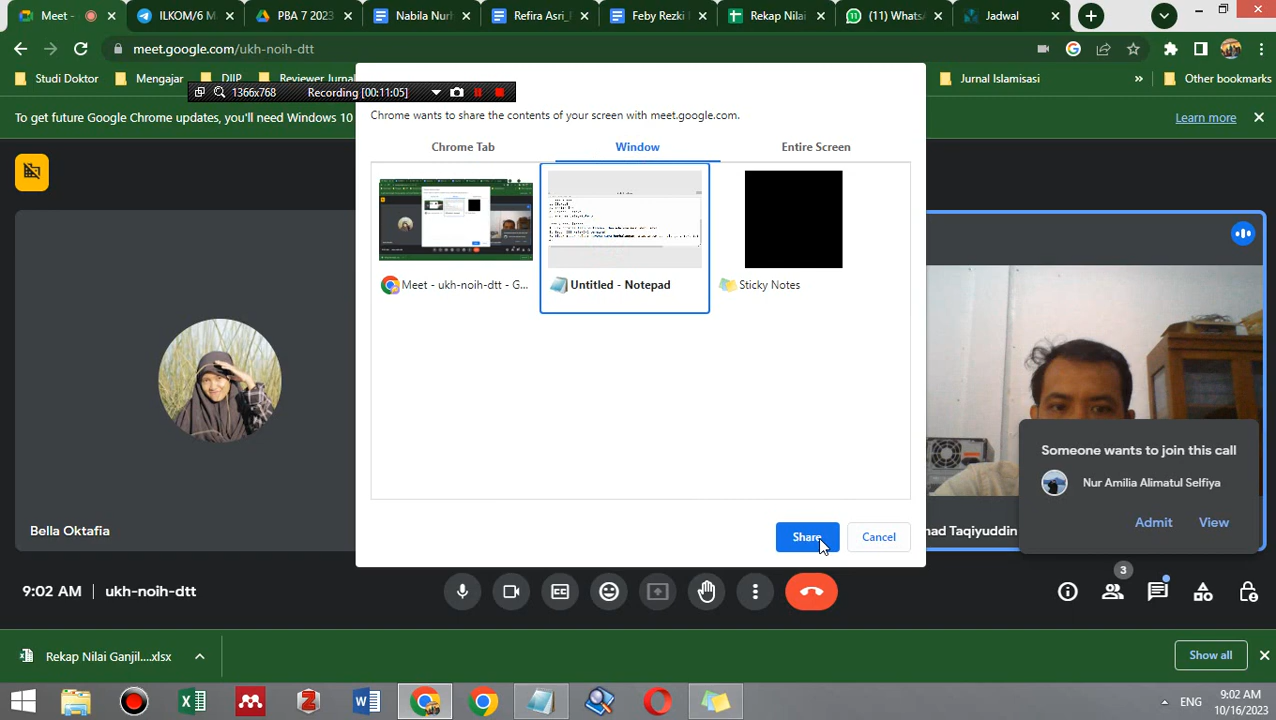 Meet -
ILKOM/6 M
PBA 7 2023
Nabila Nurh
Refira Asri_
Feby Rezki
Rekap Nilai
(11) WhatsA
Jadwal
meet.google.com/ukh-noih-dtt
Studi Doktor
Mengajar
DIIP
Reviewer Jurnal
Jurnal Islamisasi
»
Other bookmarks
1366x768
Recording [00:11:05]
To get future Google Chrome updates, you'll need Windows 10
Learn more
Chrome wants to share the contents of your screen with meet.google.com.
Chrome Tab
Window
Entire Screen
Meet - ukh-noih-dtt - G...
Untitled - Notepad
Sticky Notes
Share
Cancel
Bella Oktafia
Someone wants to join this call
Nur Amilia Alimatul Selfiya
Admit
View
mad Taqiyuddin
9:02 AM
ukh-noih-dtt
3
Rekap Nilai Ganjil....xlsx
Show all
ENG
9:02 AM
10/16/2023